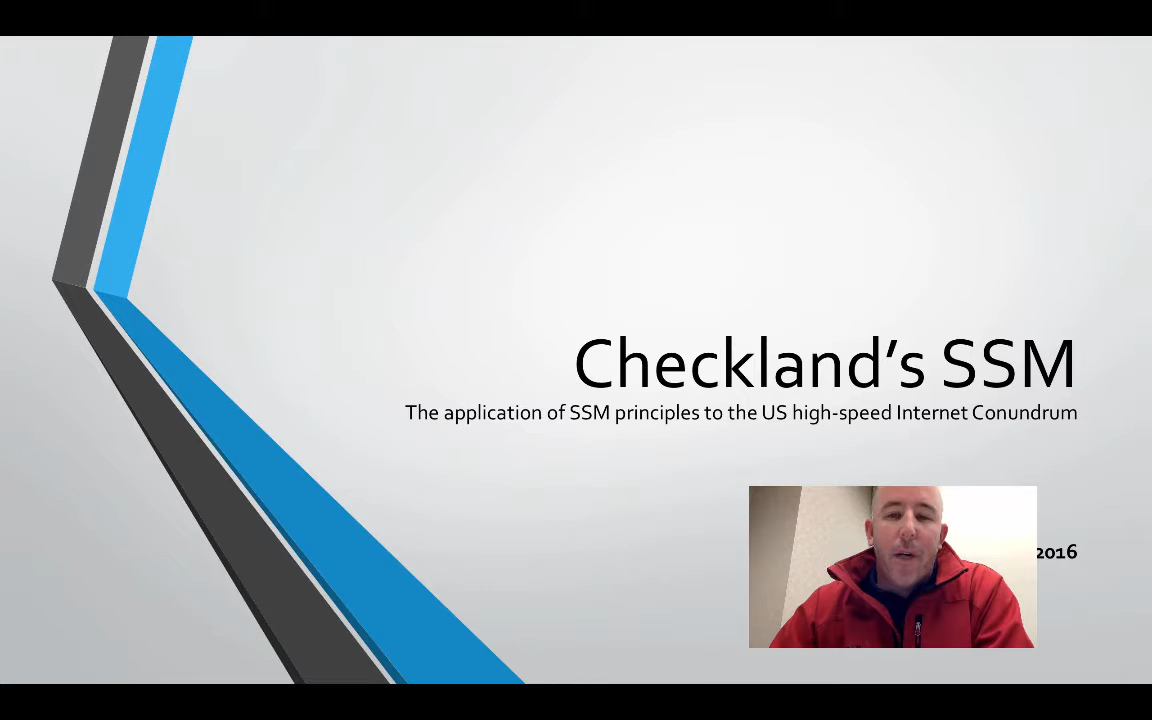 Checkland’s SSM
The application of SSM principles to the US high-speed Internet Conundrum
2016